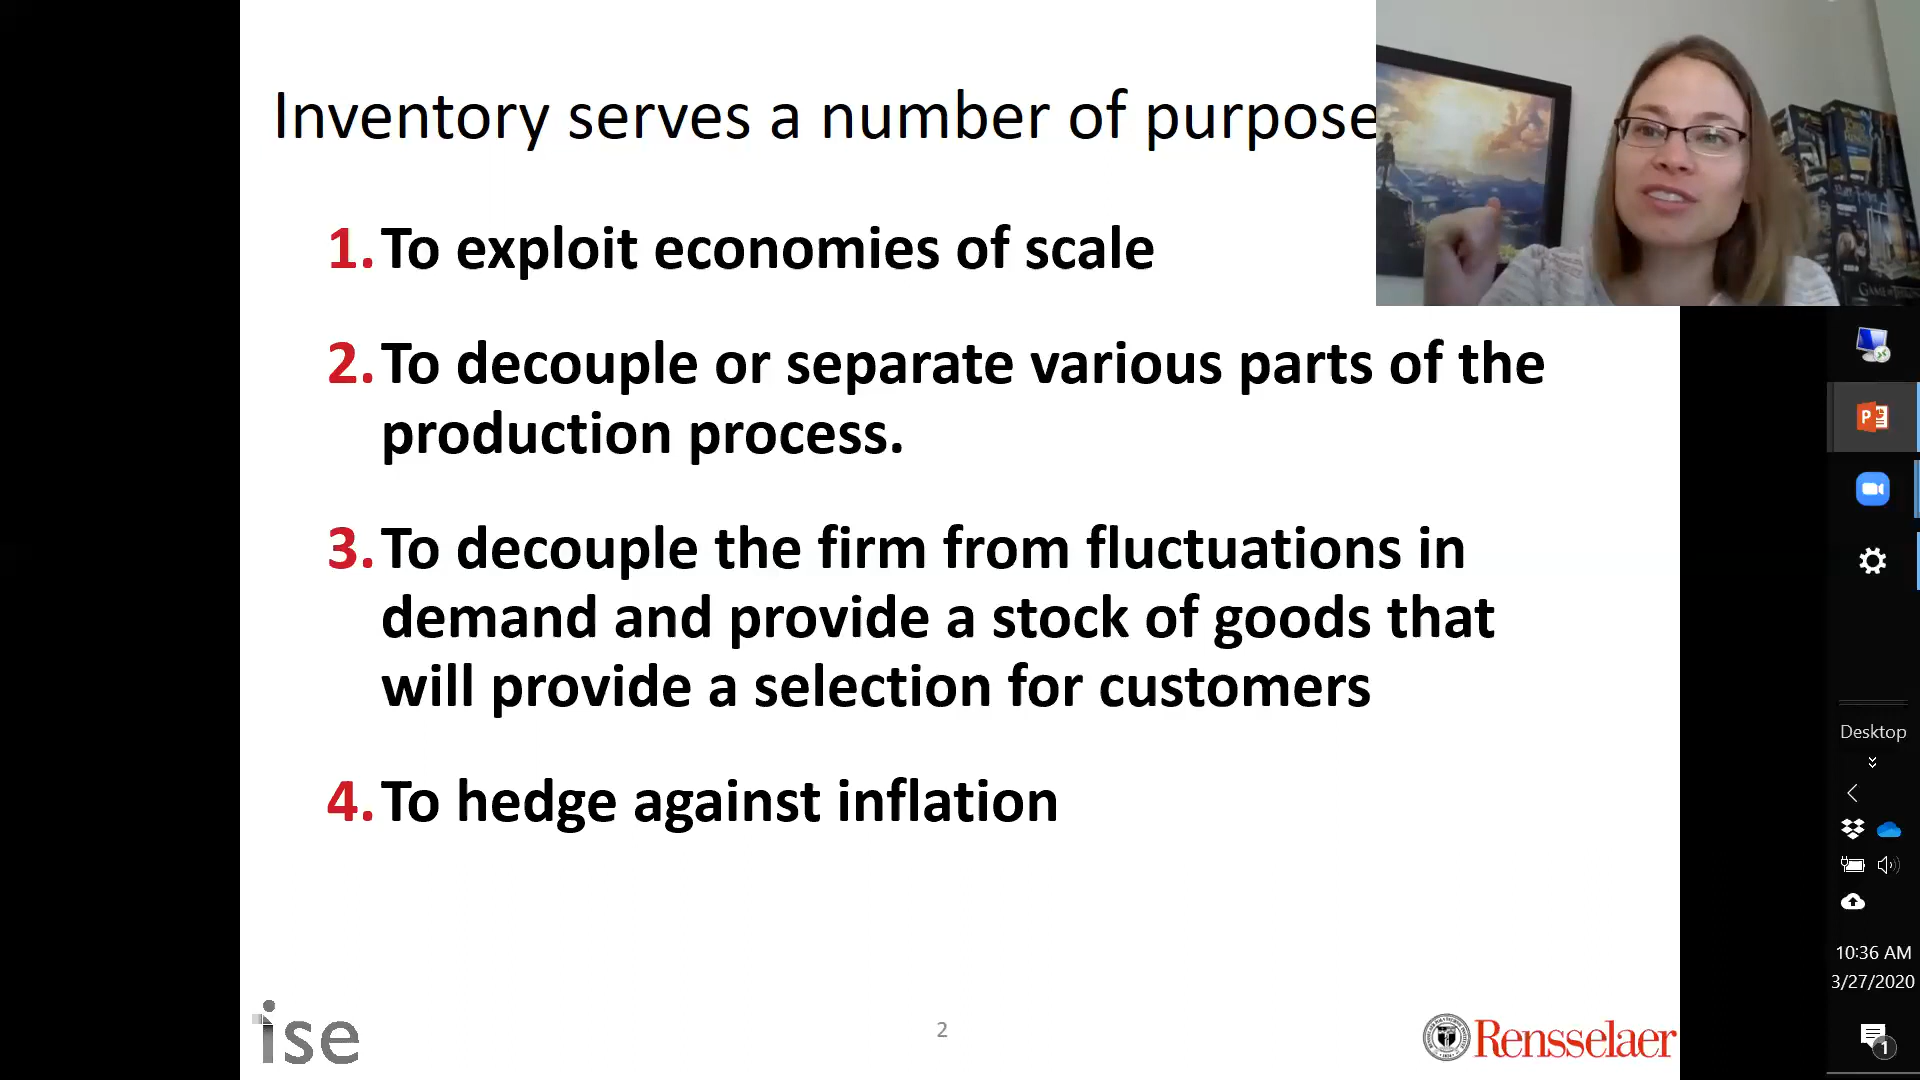 Inventory serves a number of purpose
1. To exploit economies of scale
2. To decouple or separate various parts of the
production process.
3. To decouple the firm from fluctuations in
demand and provide a stock of goods that
will provide a selection for customers
4. To hedge against inflation
Desktop
10:36 AM
3/27/2020
1
ise
2
Rensselaer